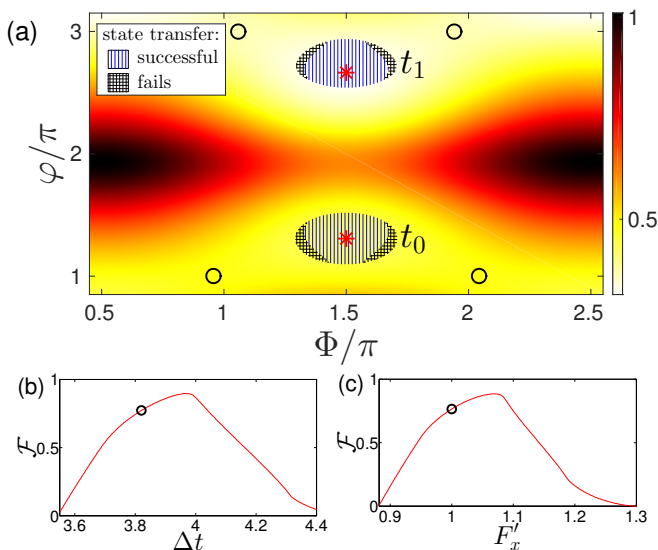 (a)
state transfer:
successful
fails
t₁
t₀
3
2
1
φ/π
0.5
1
1.5
2
2.5
Φ/π
1
0.5
(b)
1
0.5
0
ℱ
3.6
3.8
4
4.2
4.4
Δt
(c)
1
0.5
0
ℱ
0.9
1
1.1
1.2
1.3
F′ₓ